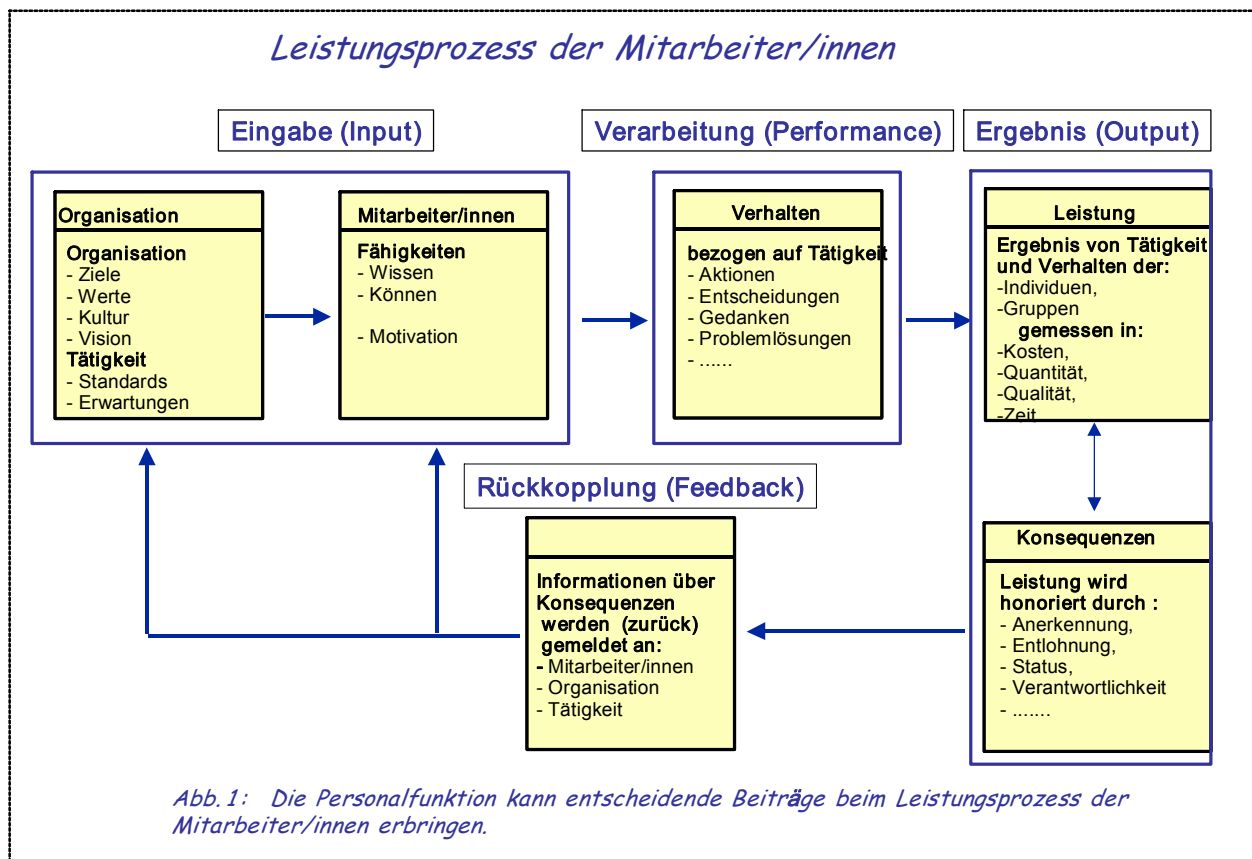 Leistungsprozess der Mitarbeiter/innen
Eingabe (Input)
Organisation
Organisation
- Ziele
- Werte
- Kultur
- Vision
Tätigkeit
- Standards
- Erwartungen
Mitarbeiter/innen
Fähigkeiten
- Wissen
- Können
- Motivation
Verarbeitung (Performance)
Verhalten
bezogen auf Tätigkeit
- Aktionen
- Entscheidungen
- Gedanken
- Problemlösungen
- ......
Ergebnis (Output)
Leistung
Ergebnis von Tätigkeit
und Verhalten der:
-Individuen,
-Gruppen
gemessen in:
-Kosten,
-Quantität,
-Qualität,
-Zeit
Konsequenzen
Leistung wird
honoriert durch :
- Anerkennung,
- Entlohnung,
- Status,
- Verantwortlichkeit
- .......
Rückkopplung (Feedback)
Informationen über
Konsequenzen
werden (zurück)
gemeldet an:
- Mitarbeiter/innen
- Organisation
- Tätigkeit
Abb.1: Die Personalfunktion kann entscheidende Beiträge beim Leistungsprozess der
Mitarbeiter/innen erbringen.